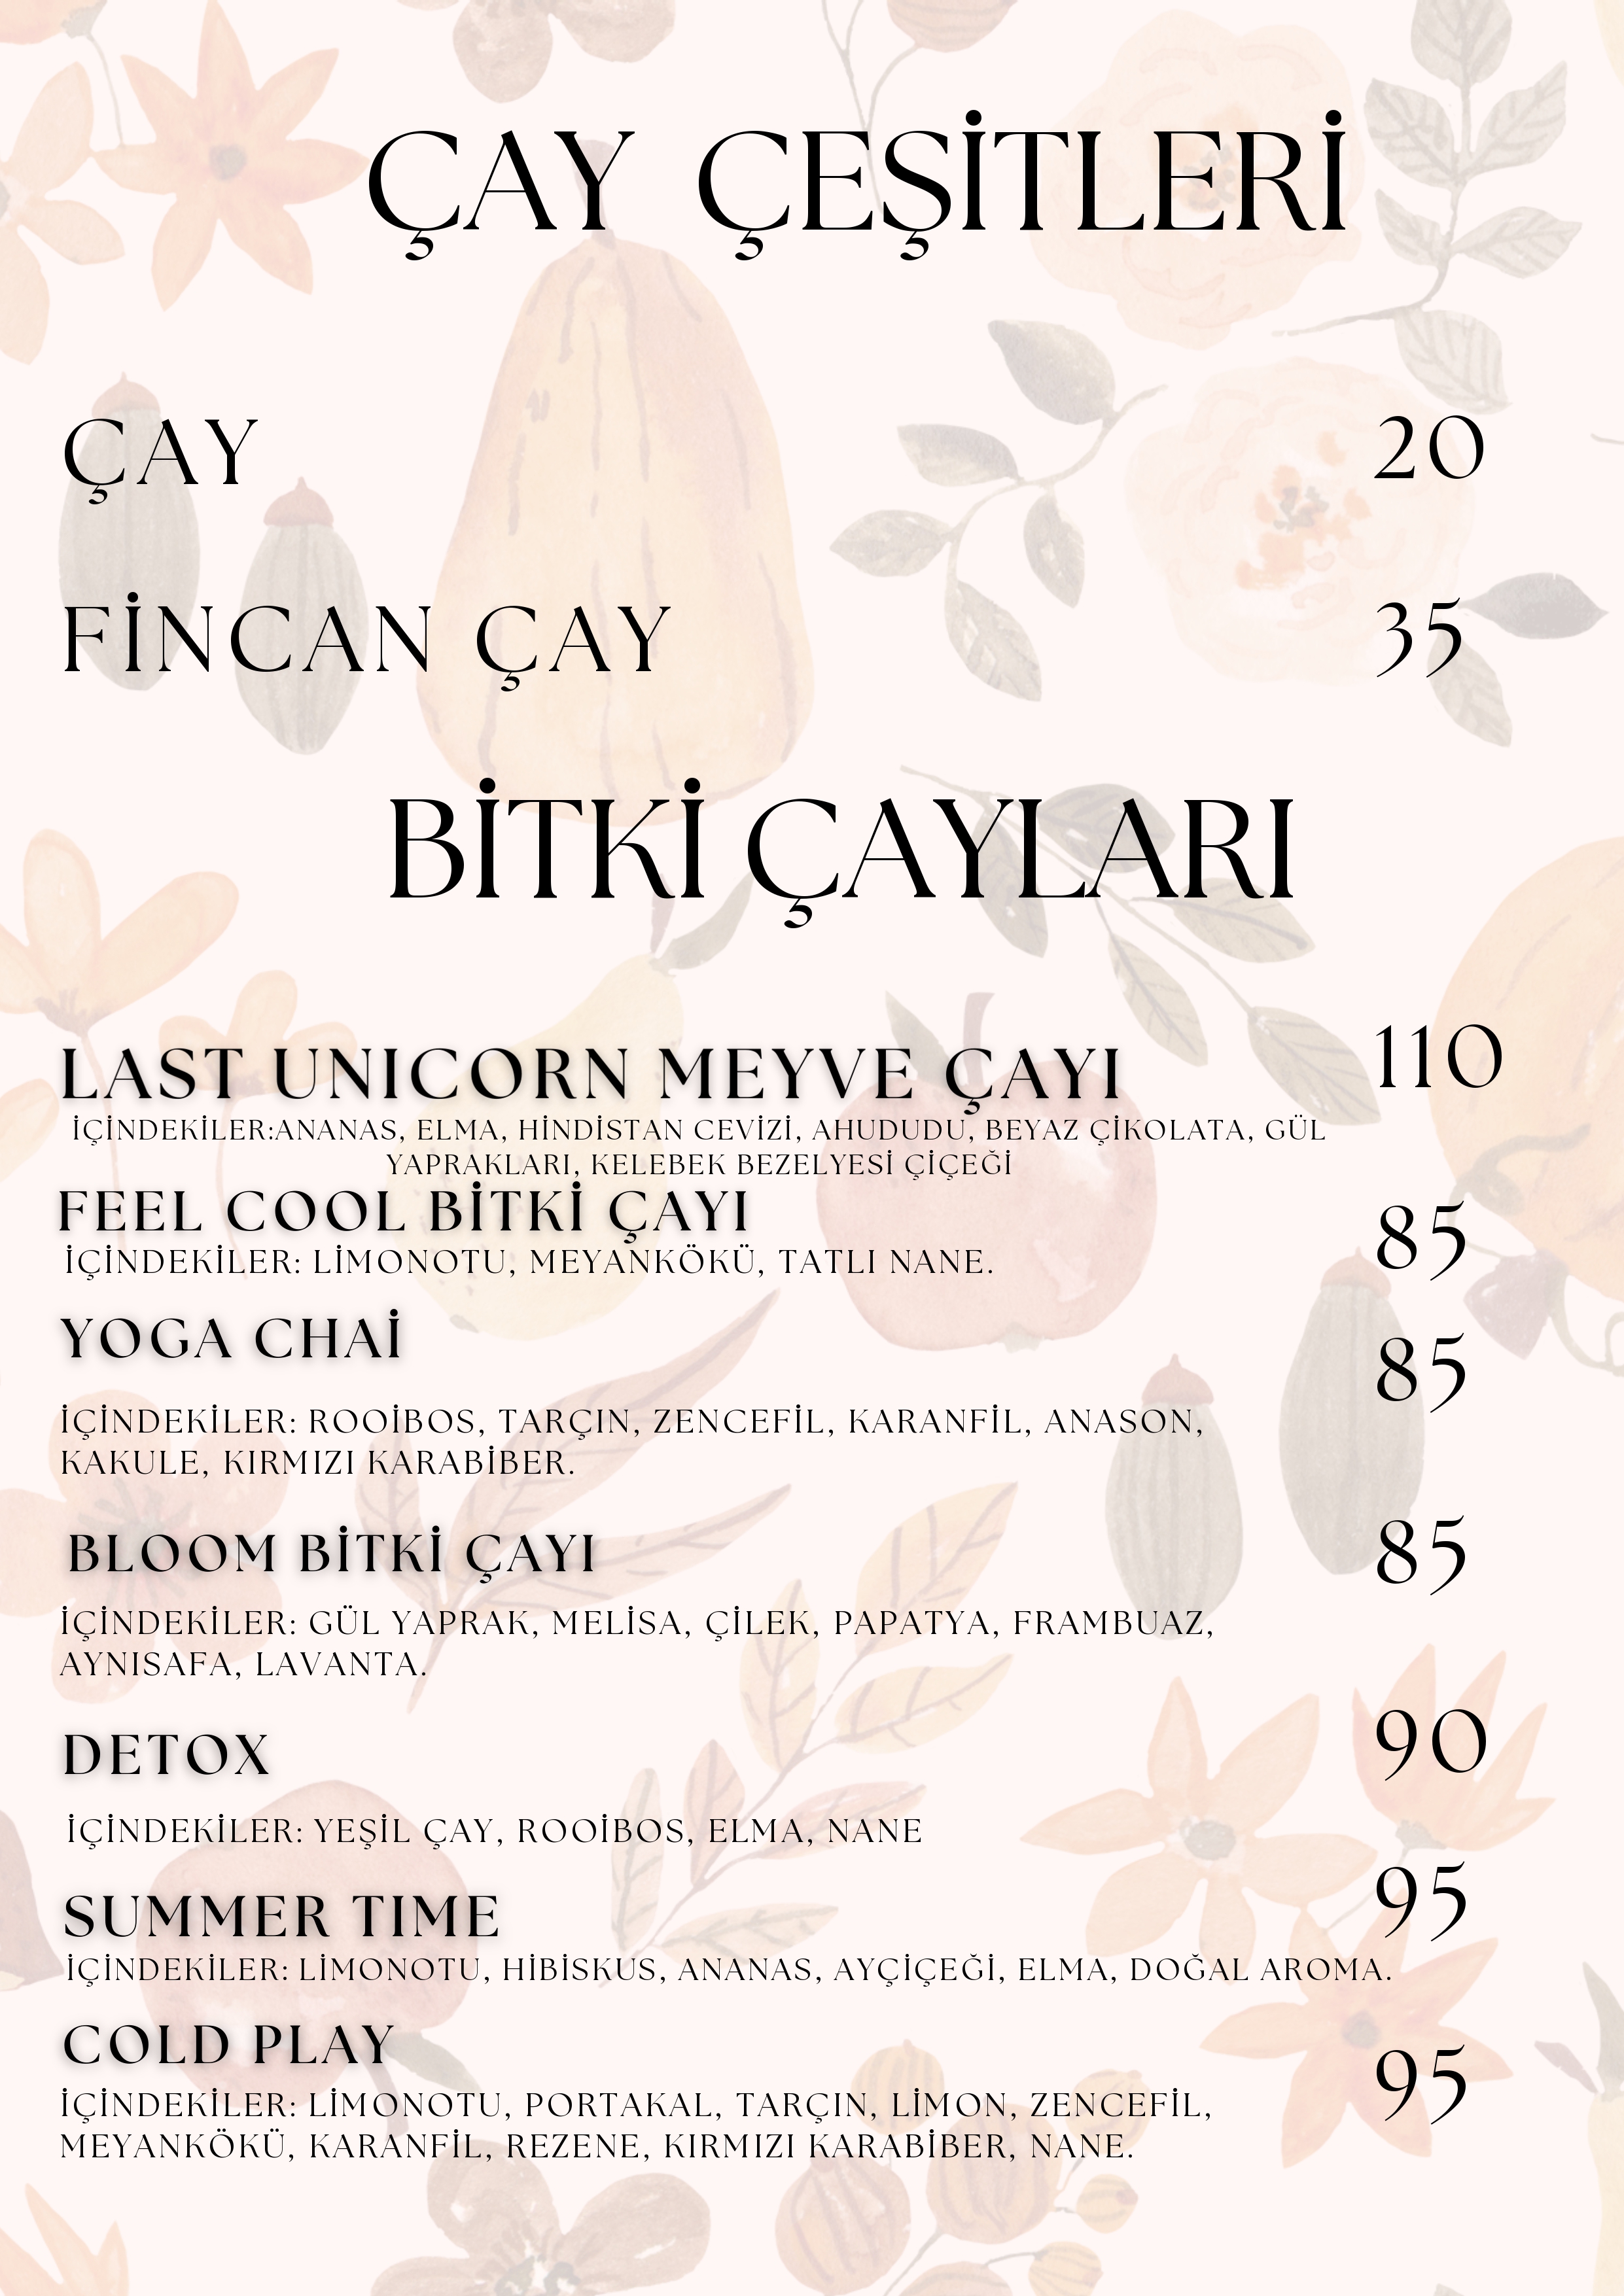 ÇAY ÇEŞİTLERİ
ÇAY 20
FİNCAN ÇAY 35
BİTKİ ÇAYLARI
LAST UNICORN MEYVE ÇAYI 110
İÇİNDEKİLER:ANANAS, ELMA, HİNDİSTAN CEVİZİ, AHUDUDU, BEYAZ ÇİKOLATA, GÜL
YAPRAKLARI, KELEBEK BEZELYESİ ÇİÇEĞİ
FEEL COOL BİTKİ ÇAYI 85
İÇİNDEKİLER: LİMONOTU, MEYANKÖKÜ, TATLI NANE.
YOGA CHAİ 85
İÇİNDEKİLER: ROOİBOS, TARÇIN, ZENCEFİL, KARANFİL, ANASON,
KAKULE, KIRMIZI KARABİBER.
BLOOM BİTKİ ÇAYI 85
İÇİNDEKİLER: GÜL YAPRAK, MELİSA, ÇİLEK, PAPATYA, FRAMBUAZ,
AYNISAFA, LAVANTA.
DETOX 90
İÇİNDEKİLER: YEŞİL ÇAY, ROOİBOS, ELMA, NANE
SUMMER TIME 95
İÇİNDEKİLER: LİMONOTU, HİBİSKUS, ANANAS, AYÇİÇEĞİ, ELMA, DOĞAL AROMA.
COLD PLAY 95
İÇİNDEKİLER: LİMONOTU, PORTAKAL, TARÇIN, LİMON, ZENCEFİL,
MEYANKÖKÜ, KARANFİL, REZENE, KIRMIZI KARABİBER, NANE.